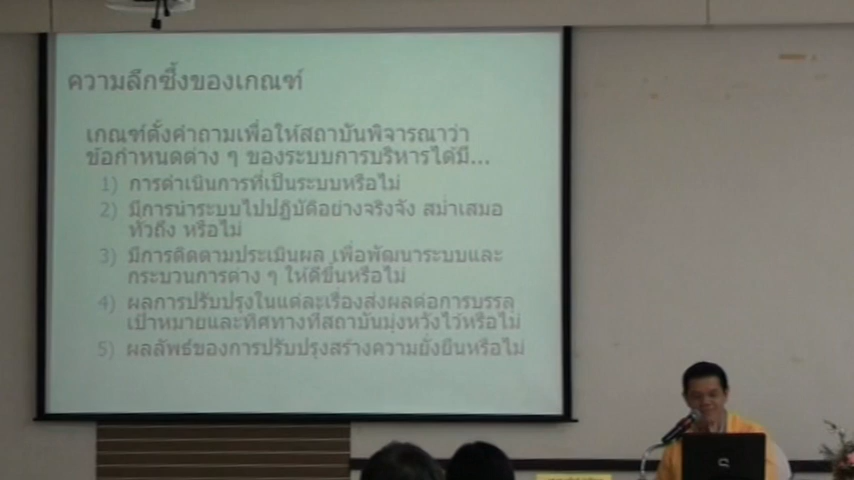 ความลึกซึ้งของเกณฑ์
เกณฑ์ตั้งคำถามเพื่อให้สถาบันพิจารณาว่า
ข้อกำหนดต่าง ๆ ของระบบการบริหารได้มี...
1) การดำเนินการที่เป็นระบบหรือไม่
2) มีการนำระบบไปปฏิบัติอย่างจริงจัง สม่ำเสมอ
ทั่วถึง หรือไม่
3) มีการติดตามประเมินผล เพื่อพัฒนาระบบและ
กระบวนการต่าง ๆ ให้ดีขึ้นหรือไม่
4) ผลการปรับปรุงในแต่ละเรื่องส่งผลต่อการบรรลุ
เป้าหมายและทิศทางที่สถาบันมุ่งหวังไว้หรือไม่
5) ผลลัพธ์ของการปรับปรุงสร้างความยั่งยืนหรือไม่